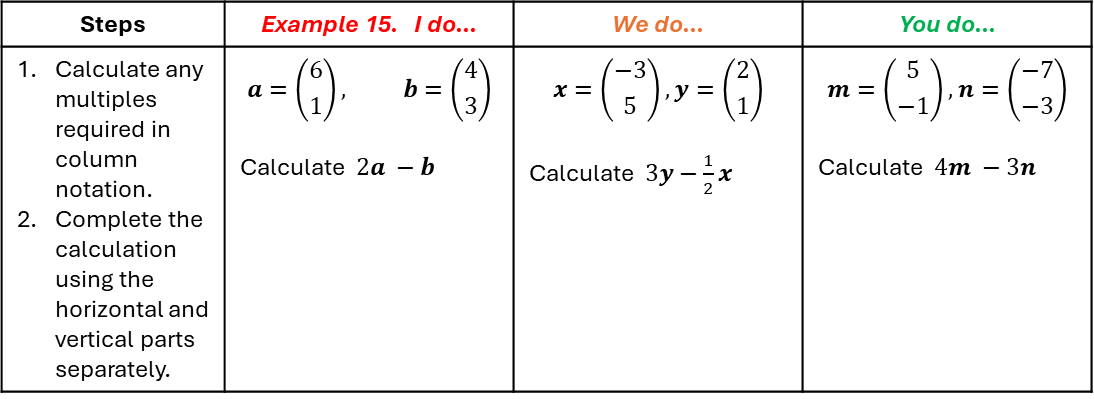 Steps
Example 15. I do...
We do...
You do...
1. Calculate any
multiples
required in
column
notation.
2. Complete the
calculation
using the
horizontal and
vertical parts
separately.
a = (6 1), b = (4 3)
Calculate 2a − b
x = (−3 5), y = (2 1)
Calculate 3y − 1/2 x
m = (5 −1), n = (−7 −3)
Calculate 4m − 3n